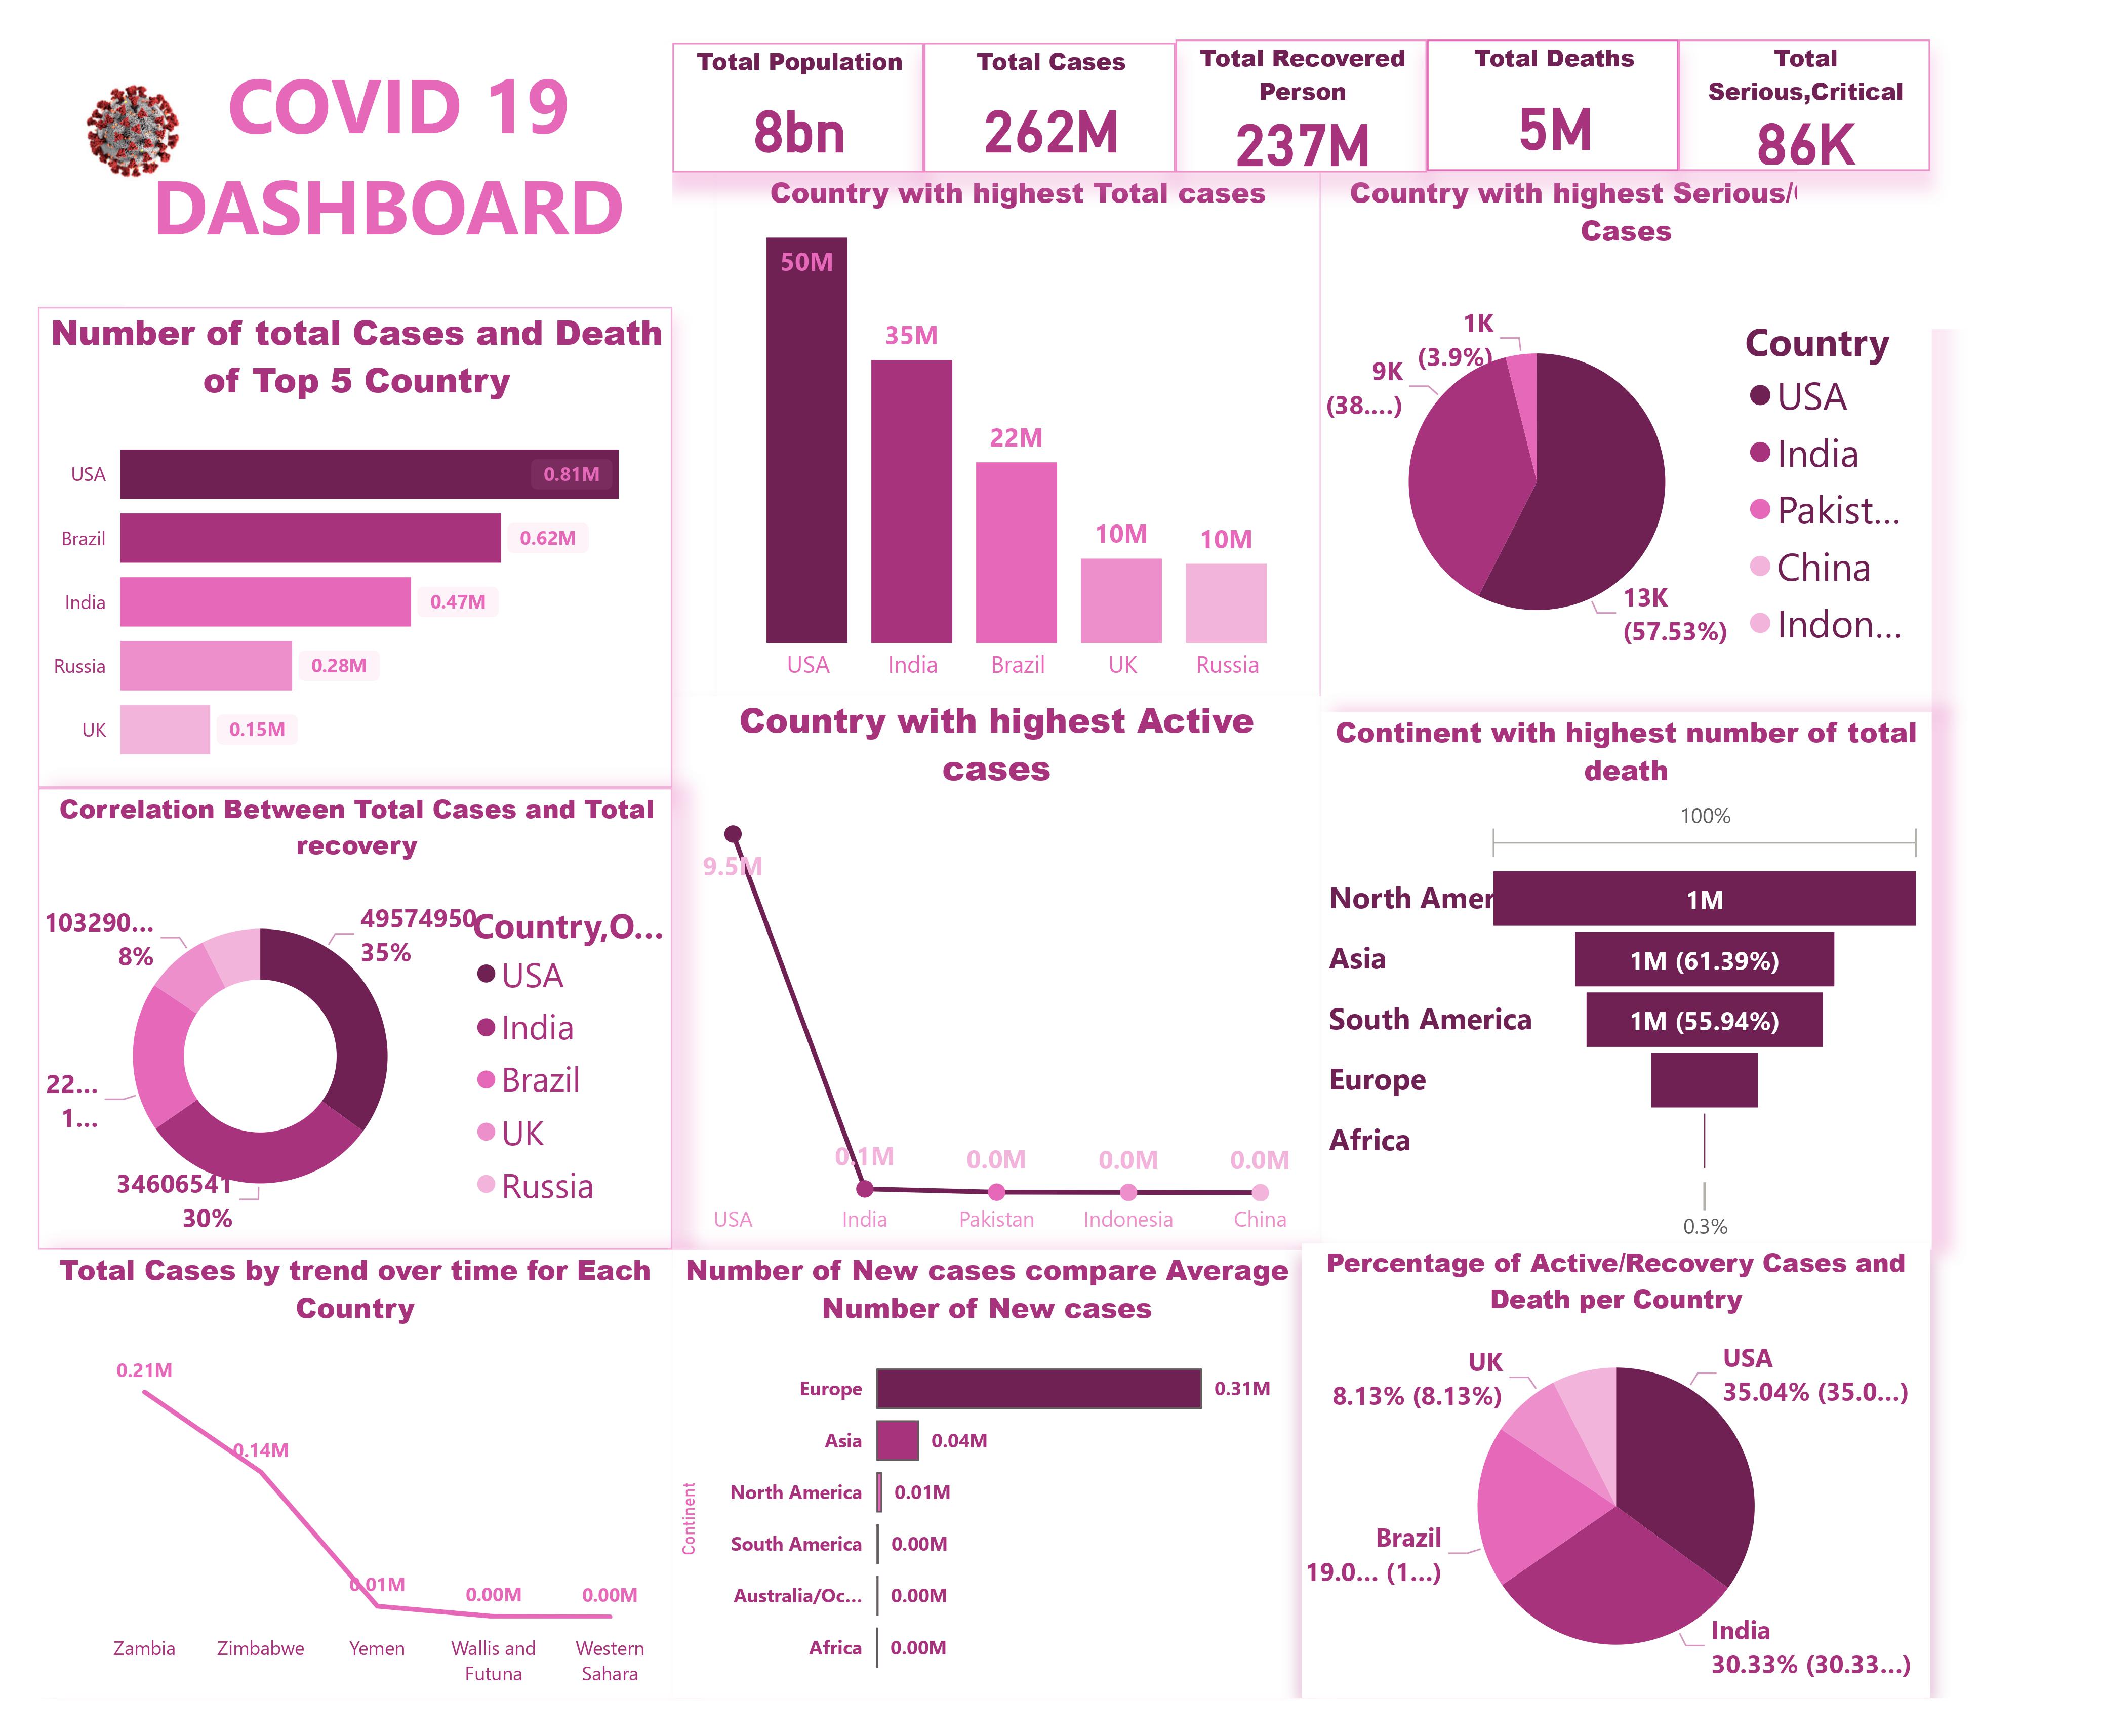 COVID 19
DASHBOARD
Total Population
8bn
Total Cases
262M
Total Recovered
Person
237M
Total Deaths
5M
Total
Serious,Critical
86K
Number of total Cases and Death
of Top 5 Country
USA
0.81M
Brazil
0.62M
India
0.47M
Russia
0.28M
UK
0.15M
Country with highest Total cases
50M
35M
22M
10M
10M
USA
India
Brazil
UK
Russia
Country with highest Serious/
Cases
1K
(3.9%)
9K
(38....)
13K
(57.53%)
Country
USA
India
Pakist...
China
Indon...
Correlation Between Total Cases and Total
recovery
103290...
8%
49574950
35%
22...
1...
34606541
30%
Country,O...
USA
India
Brazil
UK
Russia
Country with highest Active
cases
9.5M
0.1M
0.0M
0.0M
0.0M
USA
India
Pakistan
Indonesia
China
Continent with highest number of total
death
100%
North Amer
1M
Asia
1M (61.39%)
South America
1M (55.94%)
Europe
Africa
0.3%
Total Cases by trend over time for Each
Country
0.21M
0.14M
0.01M
0.00M
0.00M
Zambia
Zimbabwe
Yemen
Wallis and
Futuna
Western
Sahara
Number of New cases compare Average
Number of New cases
Continent
Europe
0.31M
Asia
0.04M
North America
0.01M
South America
0.00M
Australia/Oc...
0.00M
Africa
0.00M
Percentage of Active/Recovery Cases and
Death per Country
UK
8.13% (8.13%)
USA
35.04% (35.0...)
Brazil
19.0... (1...)
India
30.33% (30.33...)